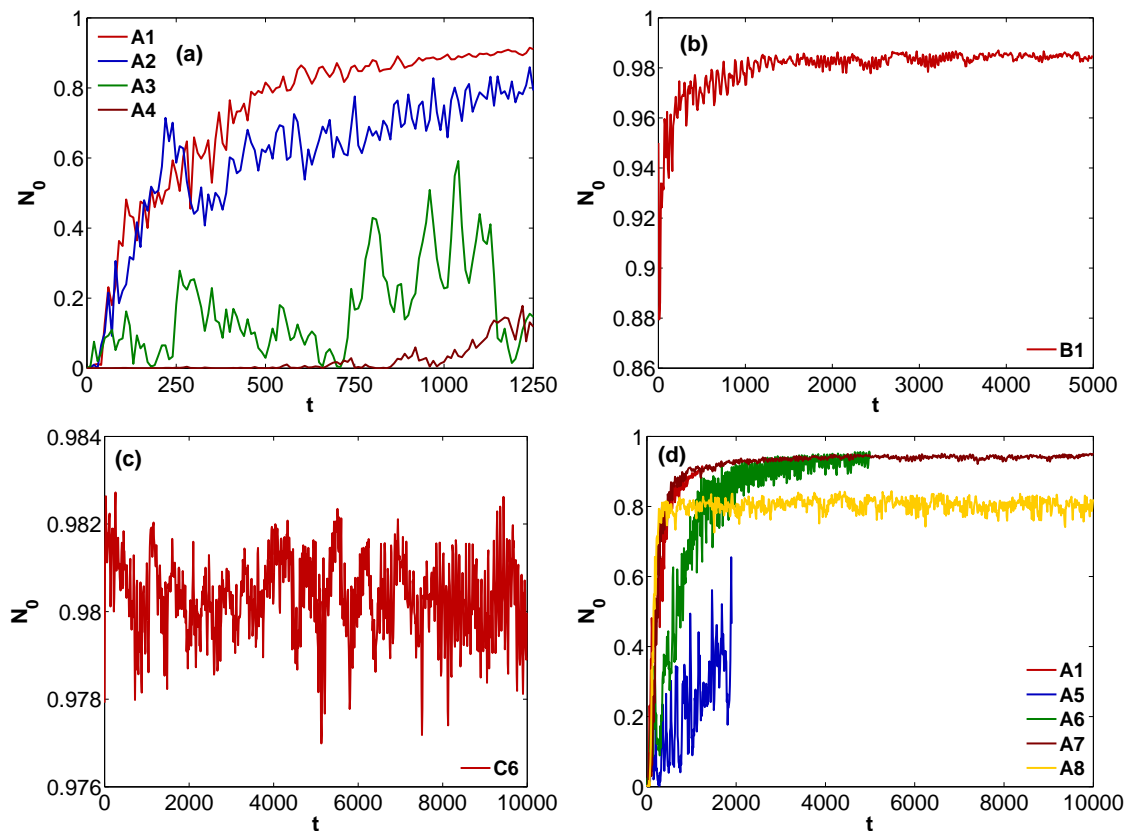 (a)
A1
A2
A3
A4
1
0.8
0.6
0.4
0.2
0
N0
0 250 500 750 1000 1250
t
(b)
B1
1
0.98
0.96
0.94
0.92
0.9
0.88
0.86
N0
0 1000 2000 3000 4000 5000
t
(c)
C6
0.984
0.982
0.98
0.978
0.976
N0
0 2000 4000 6000 8000 10000
t
(d)
A1
A5
A6
A7
A8
1
0.8
0.6
0.4
0.2
0
N0
0 2000 4000 6000 8000 10000
t